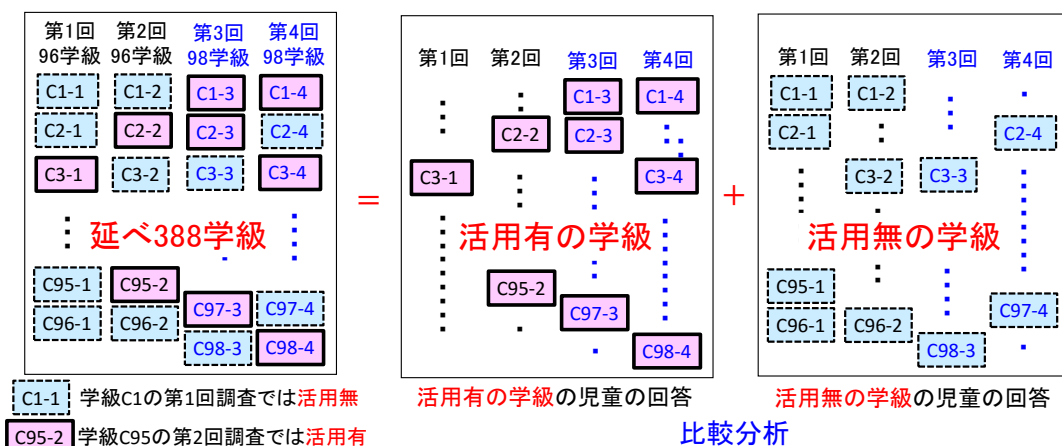 第1回 第2回 第3回 第4回
96学級 96学級 98学級 98学級
C1-1 C1-2 C1-3 C1-4
C2-1 C2-2 C2-3 C2-4
C3-1 C3-2 C3-3 C3-4
延べ388学級
C95-1 C95-2 C97-3 C97-4
C96-1 C96-2 C98-3 C98-4
=
第1回 第2回 第3回 第4回
C1-3 C1-4
C2-2 C2-3
C3-1 C3-4
活用有の学級
C95-2
C97-3
C98-4
+
第1回 第2回 第3回 第4回
C1-1 C1-2
C2-1 C2-4
C3-2 C3-3
活用無の学級
C95-1
C97-4
C96-1 C96-2
C98-3
C1-1 学級C1の第1回調査では活用無
C95-2 学級C95の第2回調査では活用有
活用有の学級の児童の回答
活用無の学級の児童の回答
比較分析